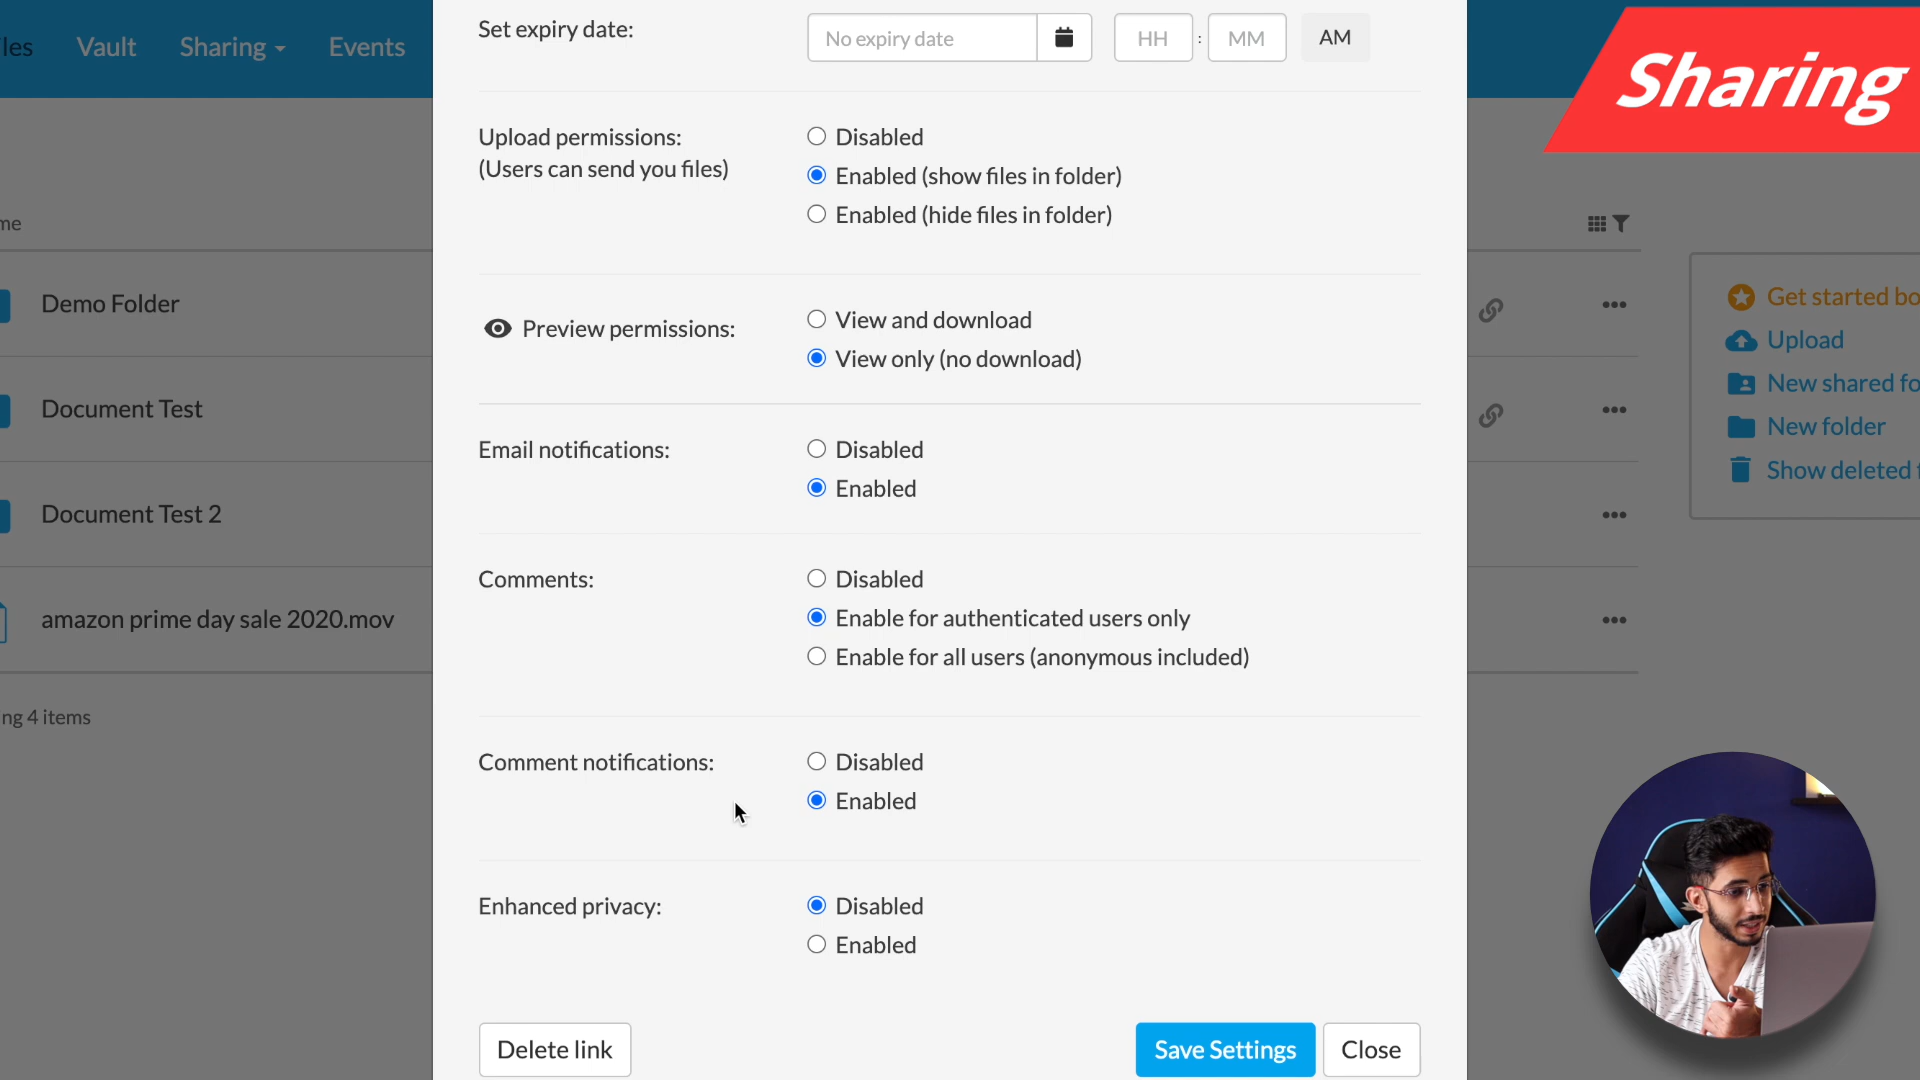 les
Vault
Sharing
Events
Sharing
Set expiry date:
No expiry date
HH
:
MM
AM
Upload permissions:
(Users can send you files)
Disabled
Enabled (show files in folder)
Enabled (hide files in folder)
Preview permissions:
View and download
View only (no download)
Email notifications:
Disabled
Enabled
Comments:
Disabled
Enable for authenticated users only
Enable for all users (anonymous included)
Comment notifications:
Disabled
Enabled
Enhanced privacy:
Disabled
Enabled
Delete link
Save Settings
Close
me
Demo Folder
Document Test
Document Test 2
amazon prime day sale 2020.mov
ng 4 items
Get started bo
Upload
New shared fo
New folder
Show deleted f